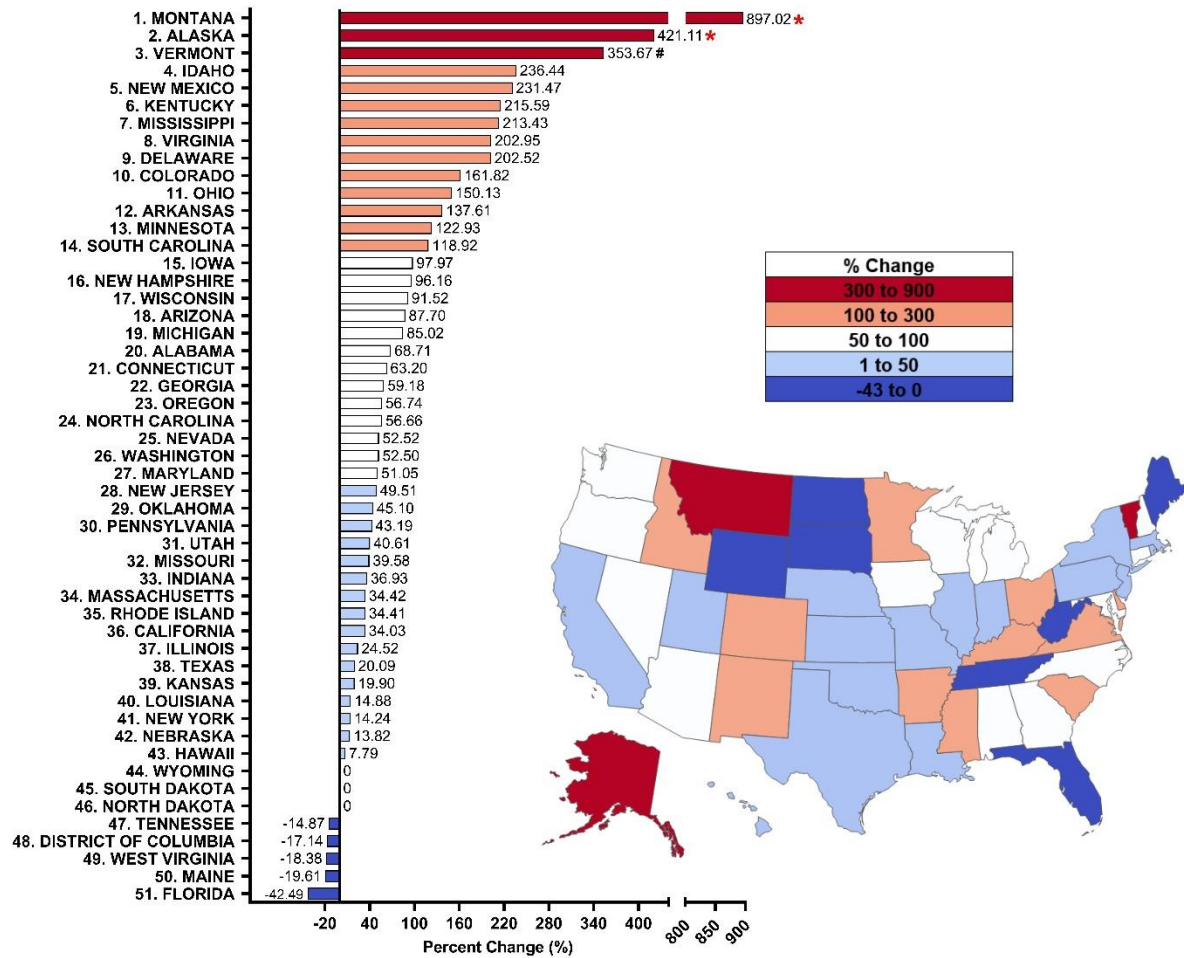 1. MONTANA 897.02 *
2. ALASKA 421.11 *
3. VERMONT 353.67 #
4. IDAHO 236.44
5. NEW MEXICO 231.47
6. KENTUCKY 215.59
7. MISSISSIPPI 213.43
8. VIRGINIA 202.95
9. DELAWARE 202.52
10. COLORADO 161.82
11. OHIO 150.13
12. ARKANSAS 137.61
13. MINNESOTA 122.93
14. SOUTH CAROLINA 118.92
15. IOWA 97.97
16. NEW HAMPSHIRE 96.16
17. WISCONSIN 91.52
18. ARIZONA 87.70
19. MICHIGAN 85.02
20. ALABAMA 68.71
21. CONNECTICUT 63.20
22. GEORGIA 59.18
23. OREGON 56.74
24. NORTH CAROLINA 56.66
25. NEVADA 52.52
26. WASHINGTON 52.50
27. MARYLAND 51.05
28. NEW JERSEY 49.51
29. OKLAHOMA 45.10
30. PENNSYLVANIA 43.19
31. UTAH 40.61
32. MISSOURI 39.58
33. INDIANA 36.93
34. MASSACHUSETTS 34.42
35. RHODE ISLAND 34.41
36. CALIFORNIA 34.03
37. ILLINOIS 24.52
38. TEXAS 20.09
39. KANSAS 19.90
40. LOUISIANA 14.88
41. NEW YORK 14.24
42. NEBRASKA 13.82
43. HAWAII 7.79
44. WYOMING 0
45. SOUTH DAKOTA 0
46. NORTH DAKOTA 0
47. TENNESSEE -14.87
48. DISTRICT OF COLUMBIA -17.14
49. WEST VIRGINIA -18.38
50. MAINE -19.61
51. FLORIDA -42.49
-20 40 100 160 220 280 340 400 800 850 900
Percent Change (%)
% Change
300 to 900
100 to 300
50 to 100
1 to 50
-43 to 0